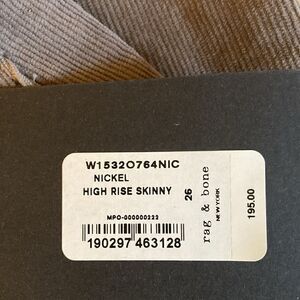 W1532O764NIC
NICKEL
HIGH RISE SKINNY
MPO-000000222
190297 463128
26
rag & bone
NEW YORK
195.00